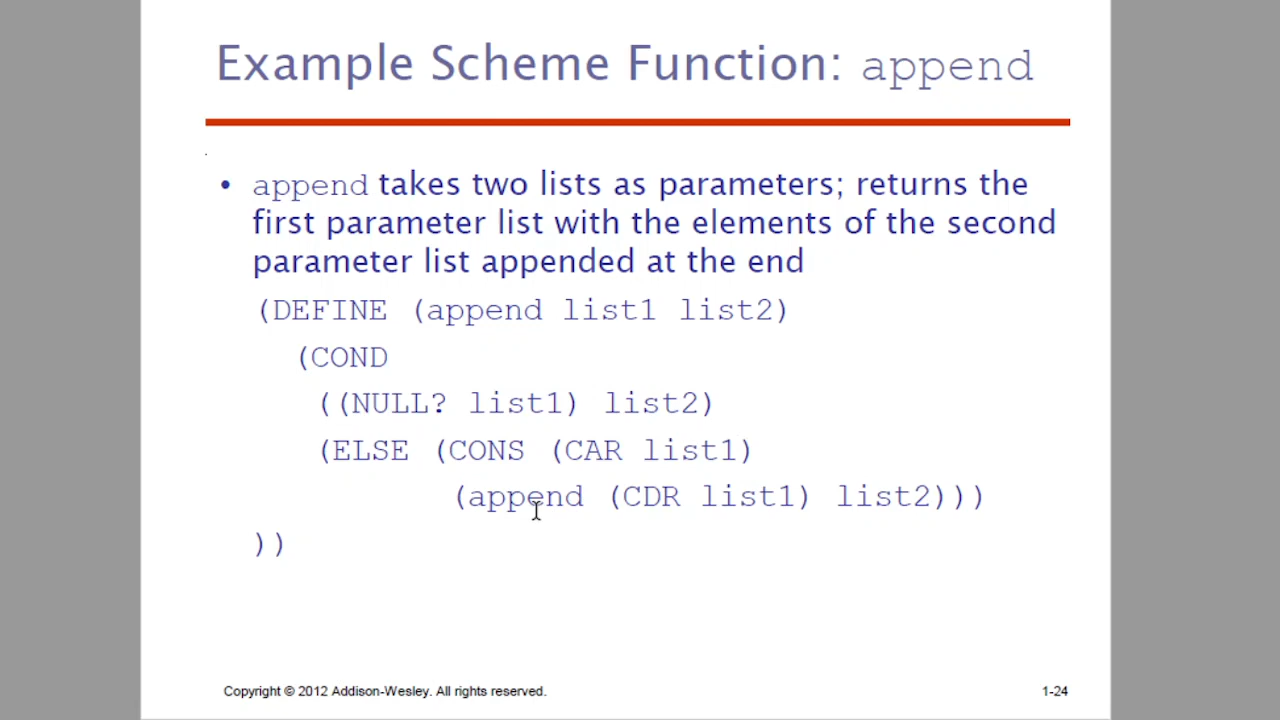 Example Scheme Function: append
• append takes two lists as parameters; returns the
first parameter list with the elements of the second
parameter list appended at the end
(DEFINE (append list1 list2)
(COND
((NULL? list1) list2)
(ELSE (CONS (CAR list1)
(append (CDR list1) list2)))
))
Copyright © 2012 Addison-Wesley. All rights reserved. 1-24